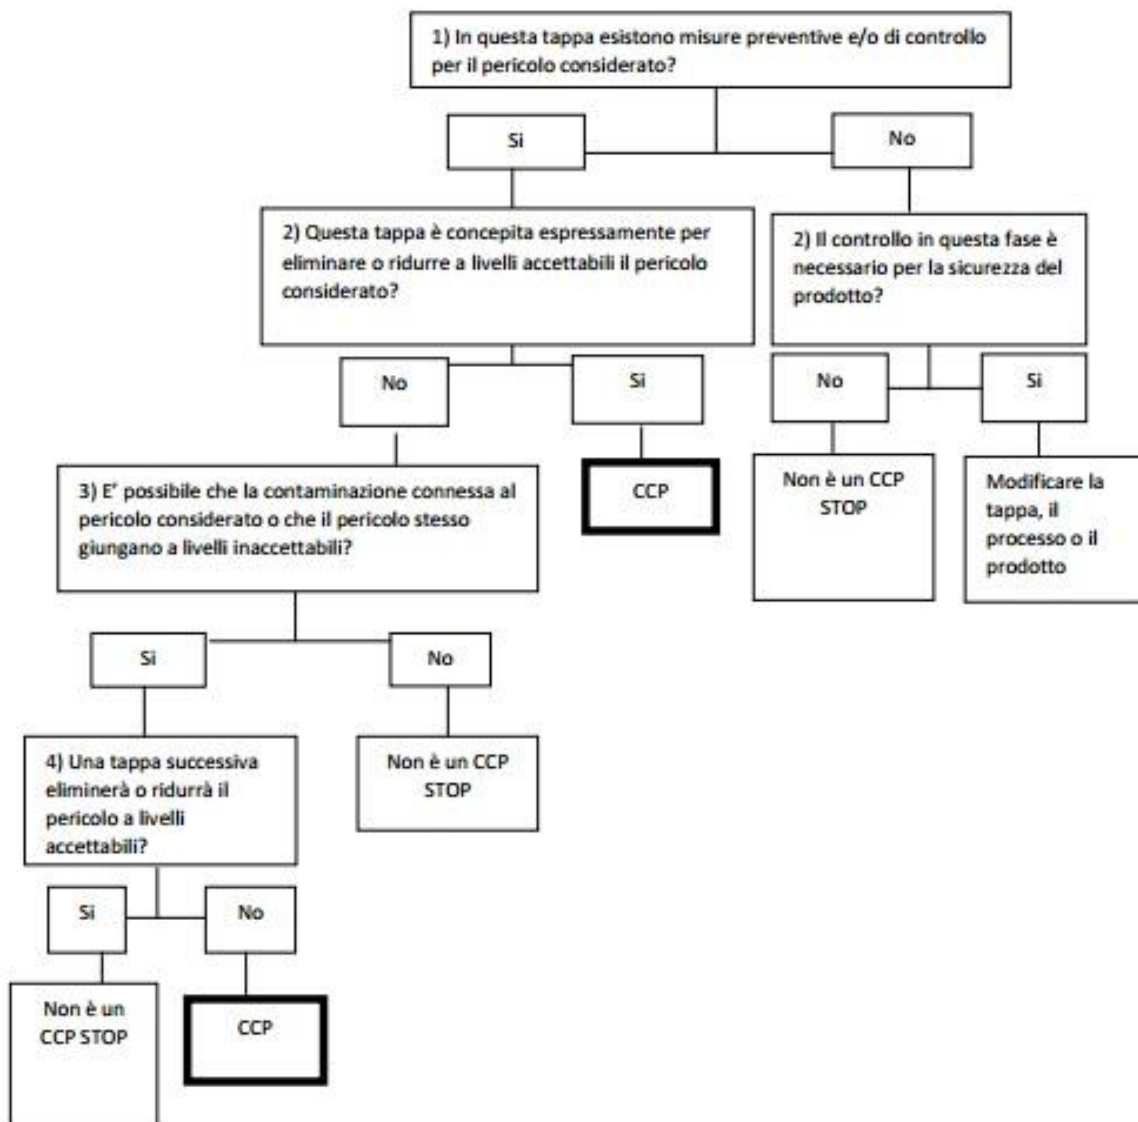 1) In questa tappa esistono misure preventive e/o di controllo
per il pericolo considerato?
Si
No
2) Questa tappa è concepita espressamente per
eliminare o ridurre a livelli accettabili il pericolo
considerato?
2) Il controllo in questa fase è
necessario per la sicurezza del
prodotto?
No
Si
No
Si
3) E' possibile che la contaminazione connessa al
pericolo considerato o che il pericolo stesso
giungano a livelli inaccettabili?
CCP
Non è un CCP
STOP
Modificare la
tappa, il
processo o il
prodotto
Si
No
4) Una tappa successiva
eliminerà o ridurrà il
pericolo a livelli
accettabili?
Non è un CCP
STOP
Si
No
Non è un
CCP STOP
CCP